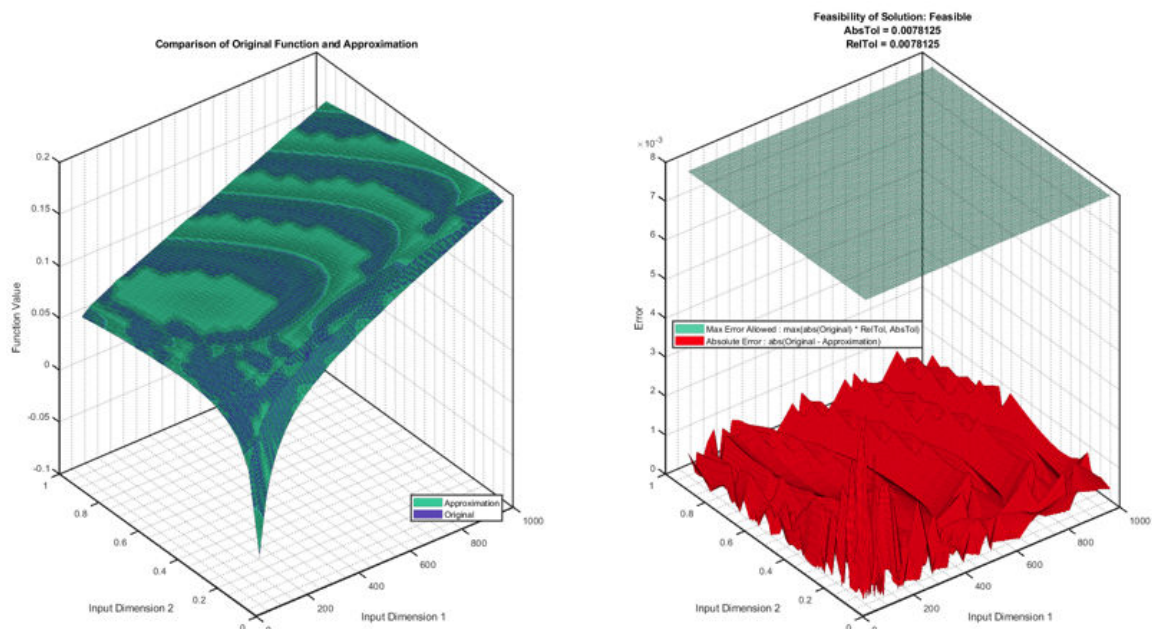 Comparison of Original Function and Approximation
0.2
0.15
0.1
0.05
0
-0.05
-0.1
Function Value
1
0.8
0.6
0.4
0.2
0
Input Dimension 2
0
200
400
600
800
1000
Input Dimension 1
Approximation
Original
Feasibility of Solution: Feasible
AbsTol = 0.0078125
RelTol = 0.0078125
×10⁻³
8
7
6
5
4
3
2
1
0
Error
Max Error Allowed : max(abs(Original) * RelTol, AbsTol)
Absolute Error : abs(Original - Approximation)
1
0.8
0.6
0.4
0.2
0
Input Dimension 2
0
200
400
600
800
1000
Input Dimension 1